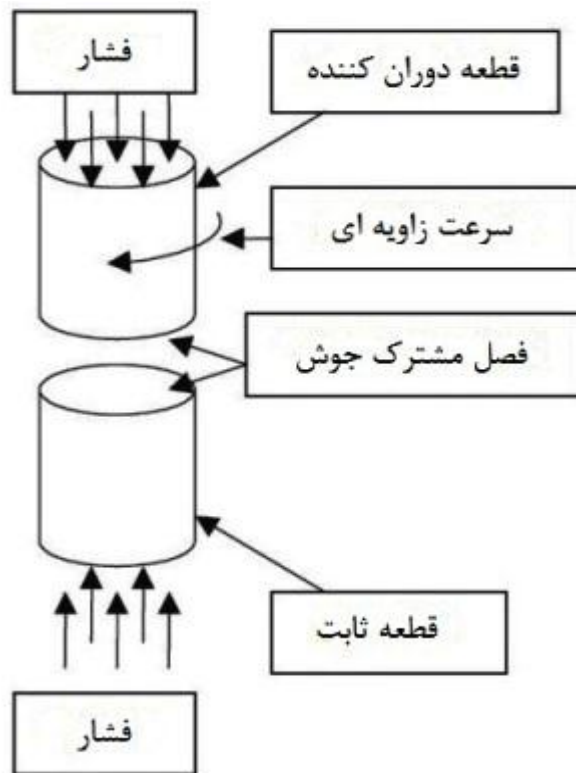 فشار
قطعه دوران کننده
سرعت زاویه ای
فصل مشترک جوش
قطعه ثابت
فشار